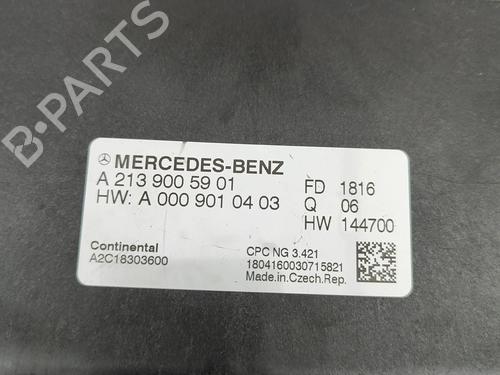 MERCEDES-BENZ
A 213 900 59 01
HW: A 000 901 04 03
FD 1816
Q 06
HW 144700
Continental
A2C18303600
CPC NG 3.421
1804160030715821
Made.in.Czech.Rep.
B-PARTS